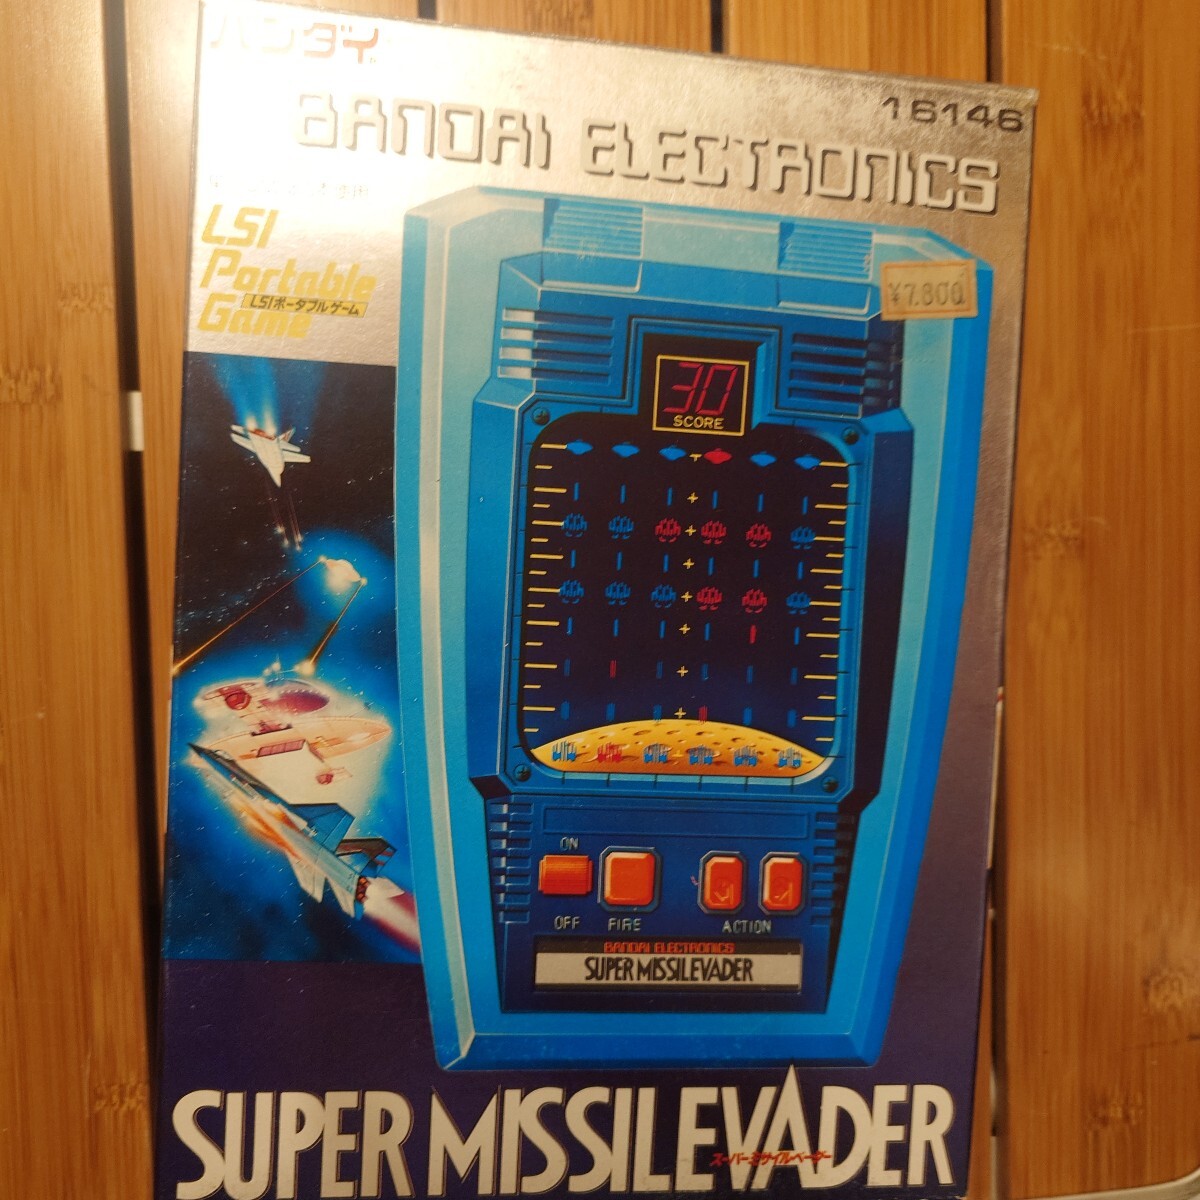 バンダイ
BANDAI ELECTRONICS
16146
LSI
Portable
Game
LSIポータブルゲーム
¥7,800
30
SCORE
ON
OFF
FIRE
ACTION
BANDAI ELECTRONICS
SUPER MISSILEVADER
SUPER MISSILEVADER
スーパーミサイルベーダー